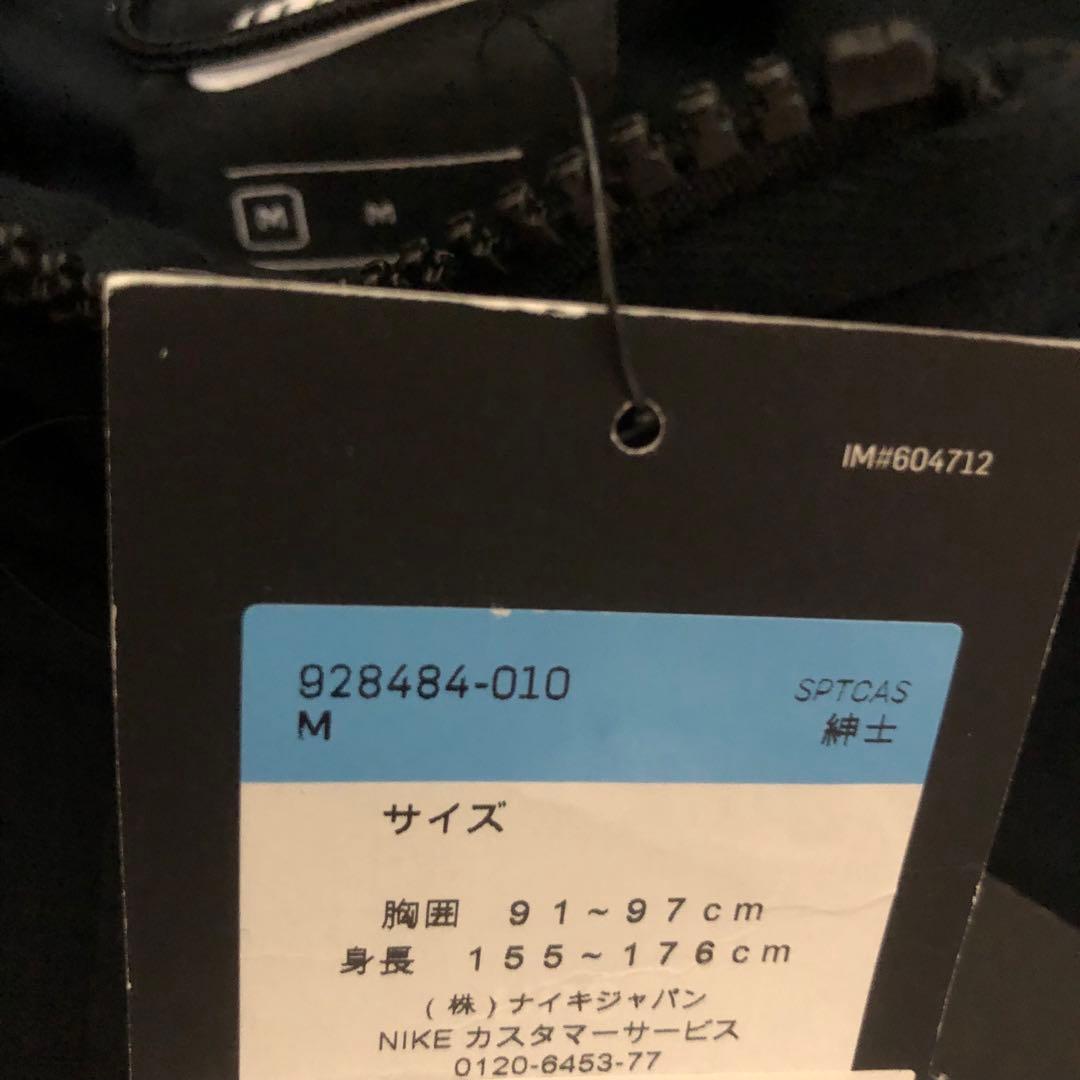 M M
IM#604712
928484-010
M
SPTCAS
紳士
サイズ
胸囲 91~97cm
身長 155~176cm
(株)ナイキジャパン
NIKE カスタマーサービス
0120-6453-77